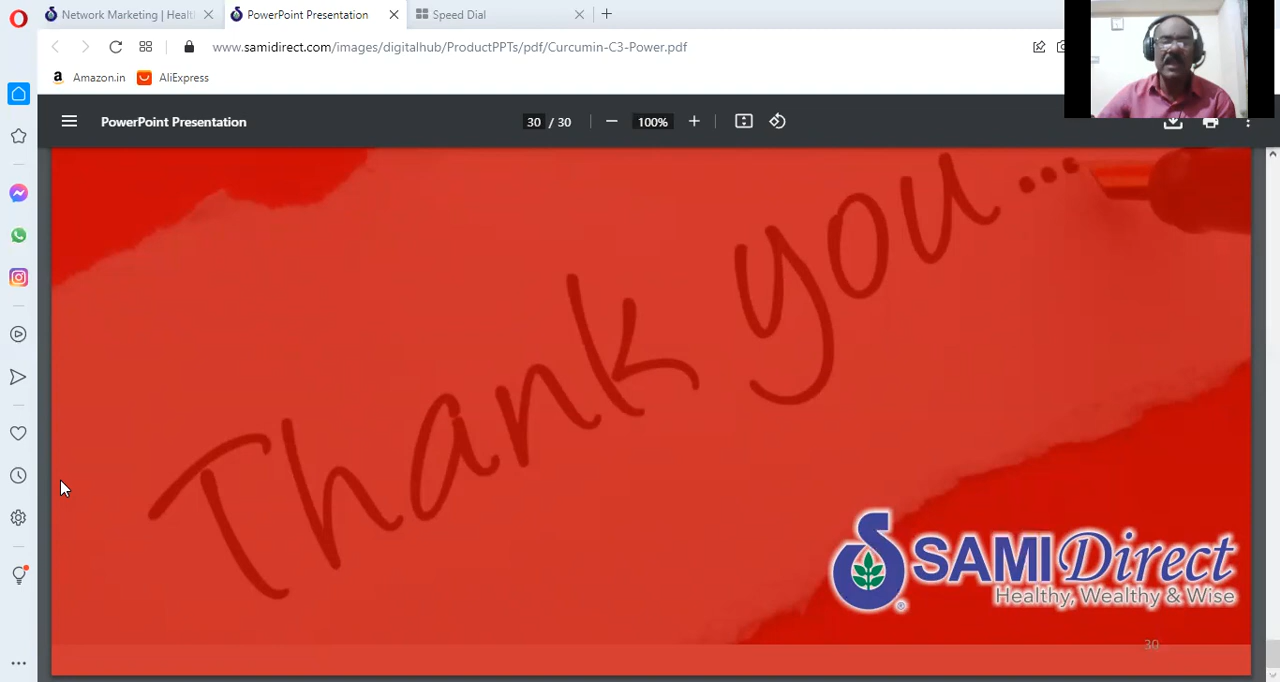 Network Marketing | Healt
PowerPoint Presentation
Speed Dial
www.samidirect.com/images/digitalhub/ProductPPTs/pdf/Curcumin-C3-Power.pdf
Amazon.in
AliExpress
PowerPoint Presentation
30 / 30
100%
Thank you...
SAMI Direct
®
Healthy, Wealthy & Wise
30